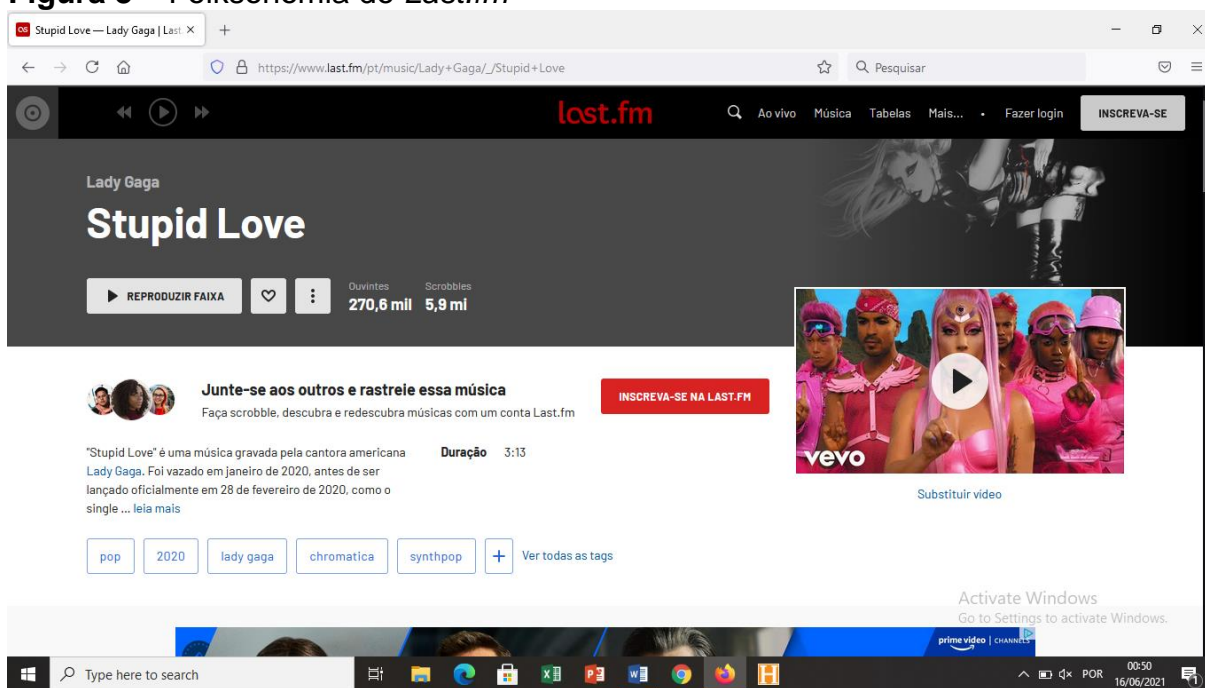 Stupid Love — Lady Gaga | Last.
https://www.last.fm/pt/music/Lady+Gaga/_/Stupid+Love
Pesquisar
last.fm
Ao vivo Música Tabelas Mais... • Fazer login INSCREVA-SE
Lady Gaga
Stupid Love
REPRODUZIR FAIXA
Ouvintes Scrobbles
270,6 mil 5,9 mi
Junte-se aos outros e rastreie essa música
Faça scrobble, descubra e redescubra músicas com um conta Last.fm
INSCREVA-SE NA LAST.FM
"Stupid Love" é uma música gravada pela cantora americana
Lady Gaga. Foi vazado em janeiro de 2020, antes de ser
lançado oficialmente em 28 de fevereiro de 2020, como o
single ... leia mais
Duração 3:13
vevo
Substituir vídeo
pop 2020 lady gaga chromatica synthpop + Ver todas as tags
Activate Windows
Go to Settings to activate Windows.
prime video | CHANNELS
Type here to search
POR
00:50
16/06/2021